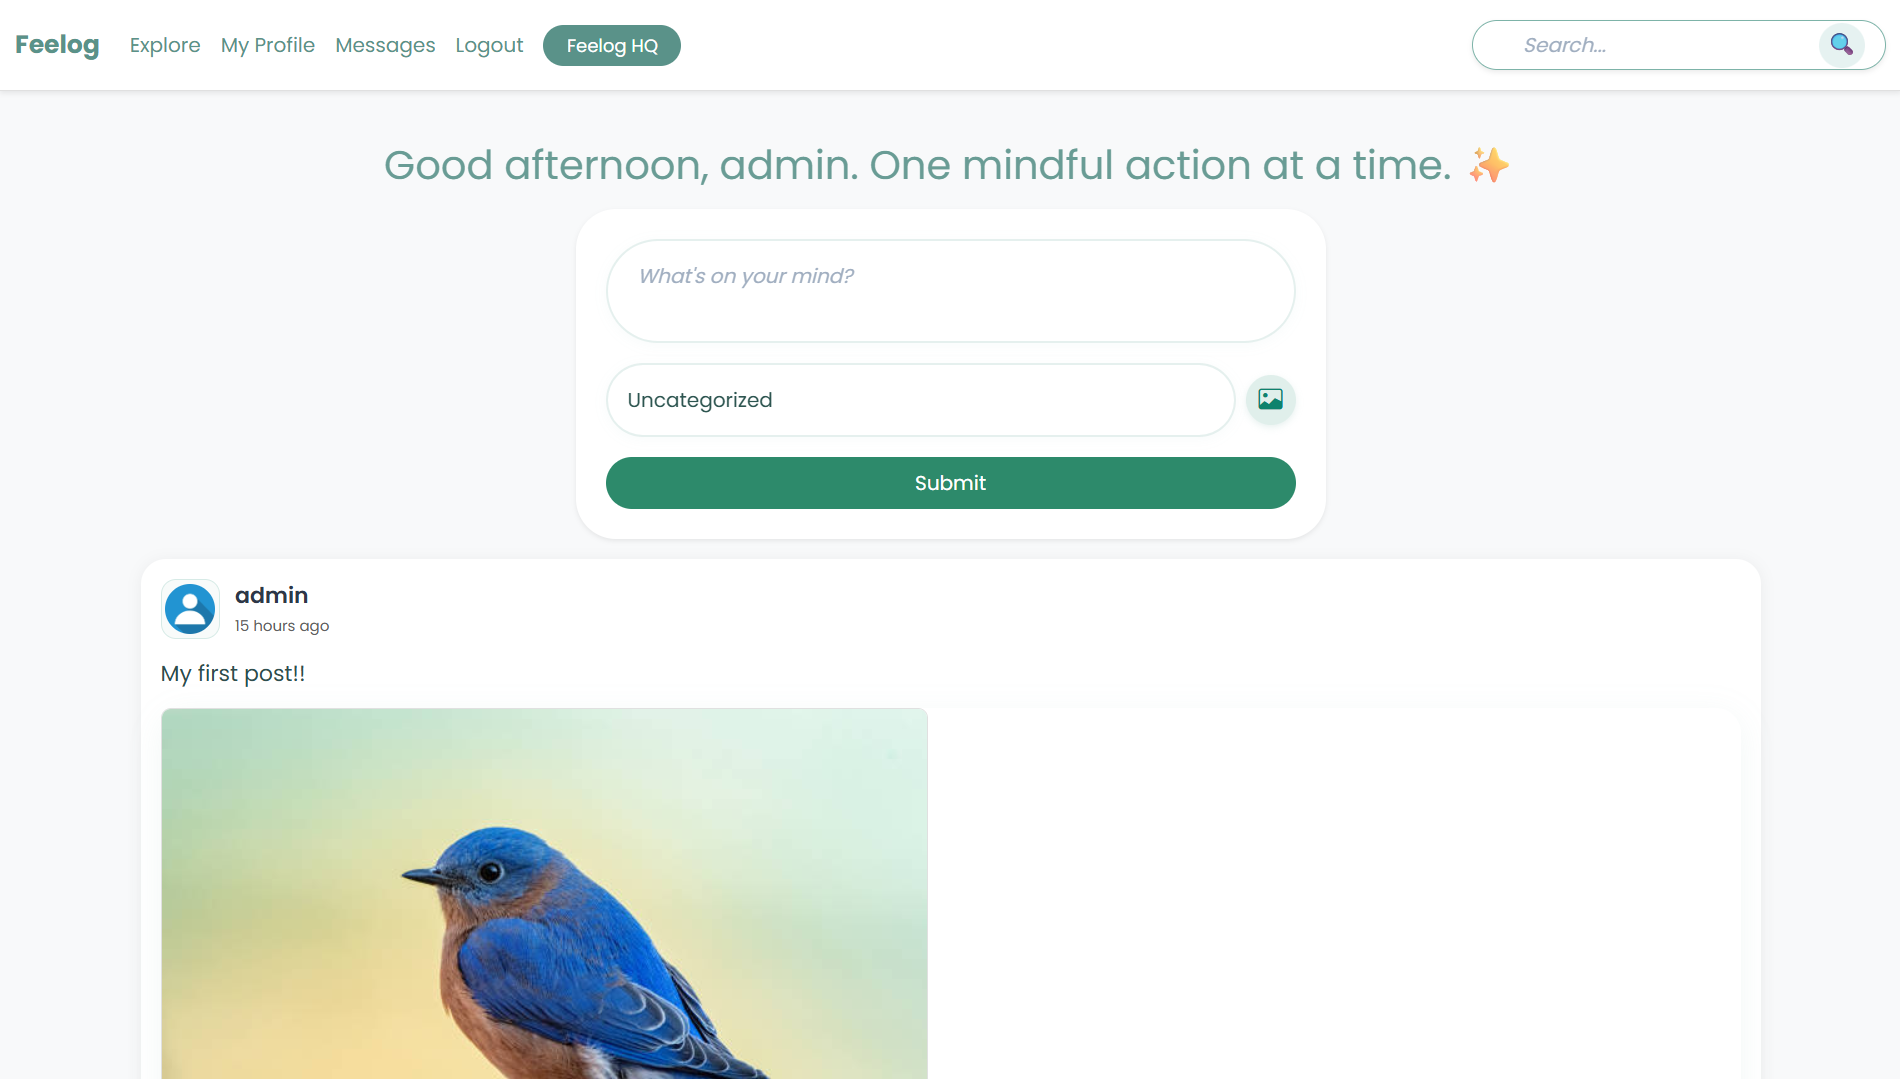 Feelog Explore My Profile Messages Logout Feelog HQ Search...
Good afternoon, admin. One mindful action at a time. ✨
What's on your mind?
Uncategorized
Submit
admin
15 hours ago
My first post!!